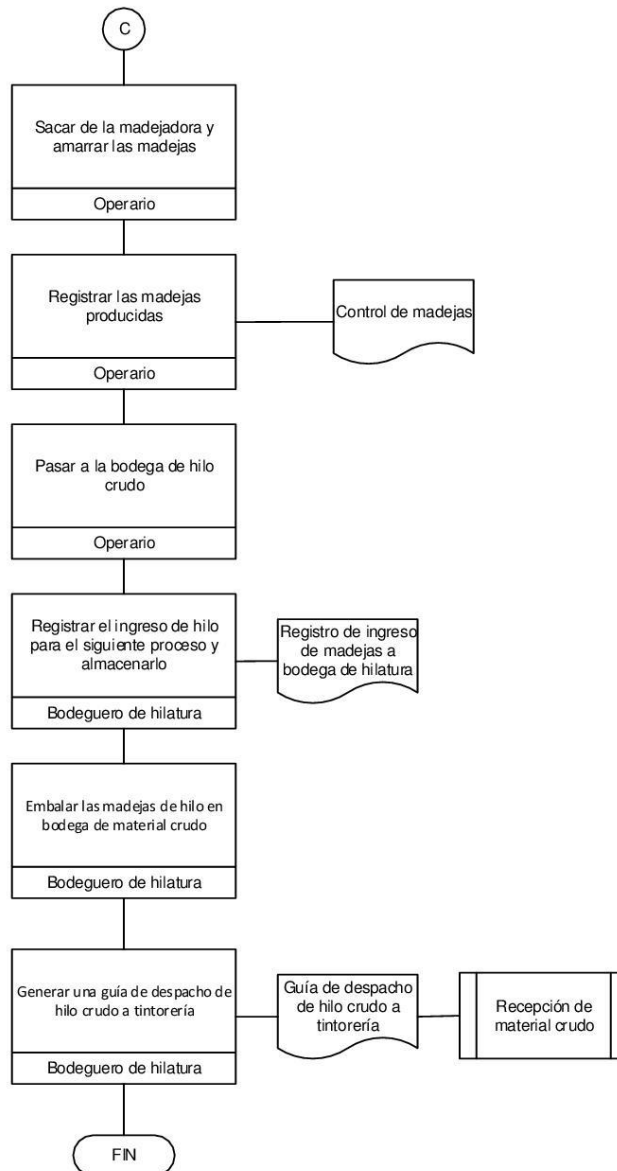 C
Sacar de la madejadora y
amarrar las madejas
Operario
Registrar las madejas
producidas
Control de madejas
Operario
Pasar a la bodega de hilo
crudo
Operario
Registrar el ingreso de hilo
para el siguiente proceso y
almacenarlo
Registro de ingreso
de madejas a
bodega de hilatura
Bodeguero de hilatura
Embalar las madejas de hilo en
bodega de material crudo
Bodeguero de hilatura
Generar una guía de despacho de
hilo crudo a tintorería
Guía de despacho
de hilo crudo a
tintorería
Recepción de
material crudo
Bodeguero de hilatura
FIN